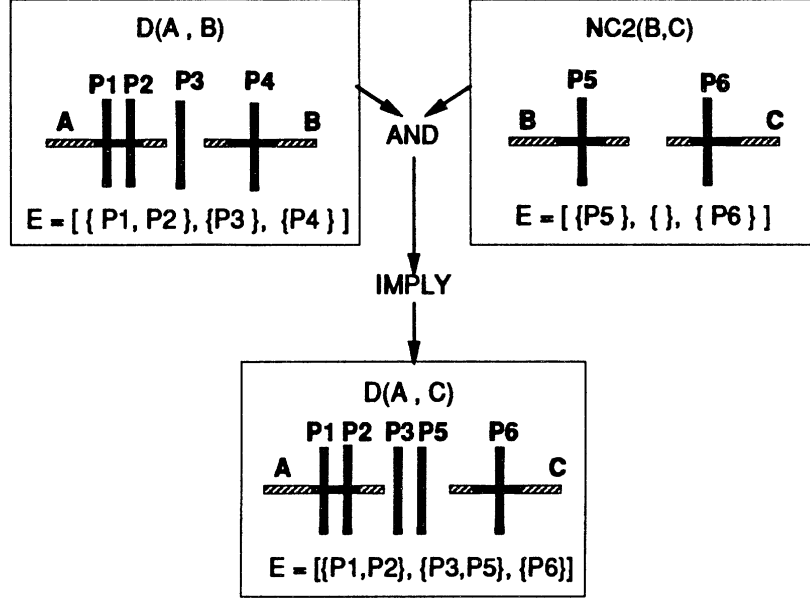 D(A , B)
P1 P2 P3 P4
A B
E = [ { P1, P2 }, {P3 }, {P4 } ]
NC2(B,C)
P5 P6
B C
E = [ {P5}, { }, { P6} ]
AND
IMPLY
D(A , C)
P1 P2 P3 P5 P6
A C
E = [{P1,P2}, {P3,P5}, {P6}]